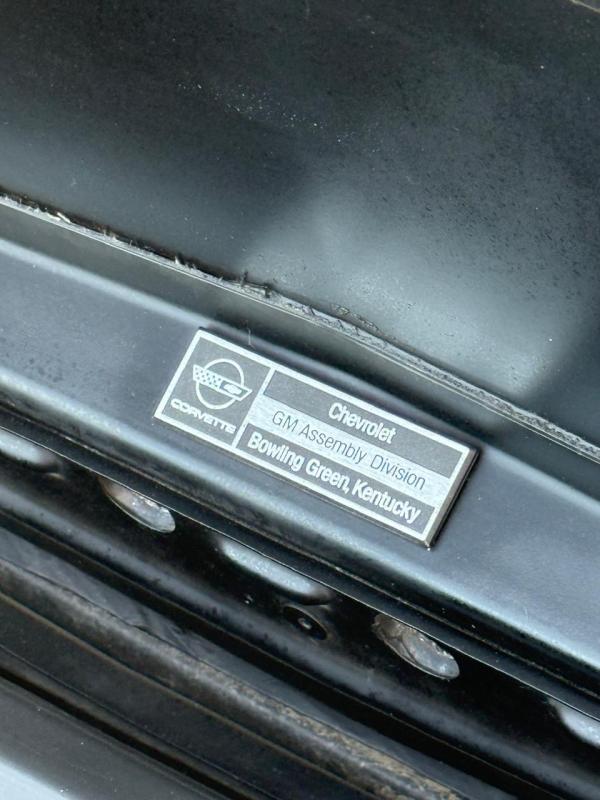 CORVETTE
Chevrolet
GM Assembly Division
Bowling Green, Kentucky